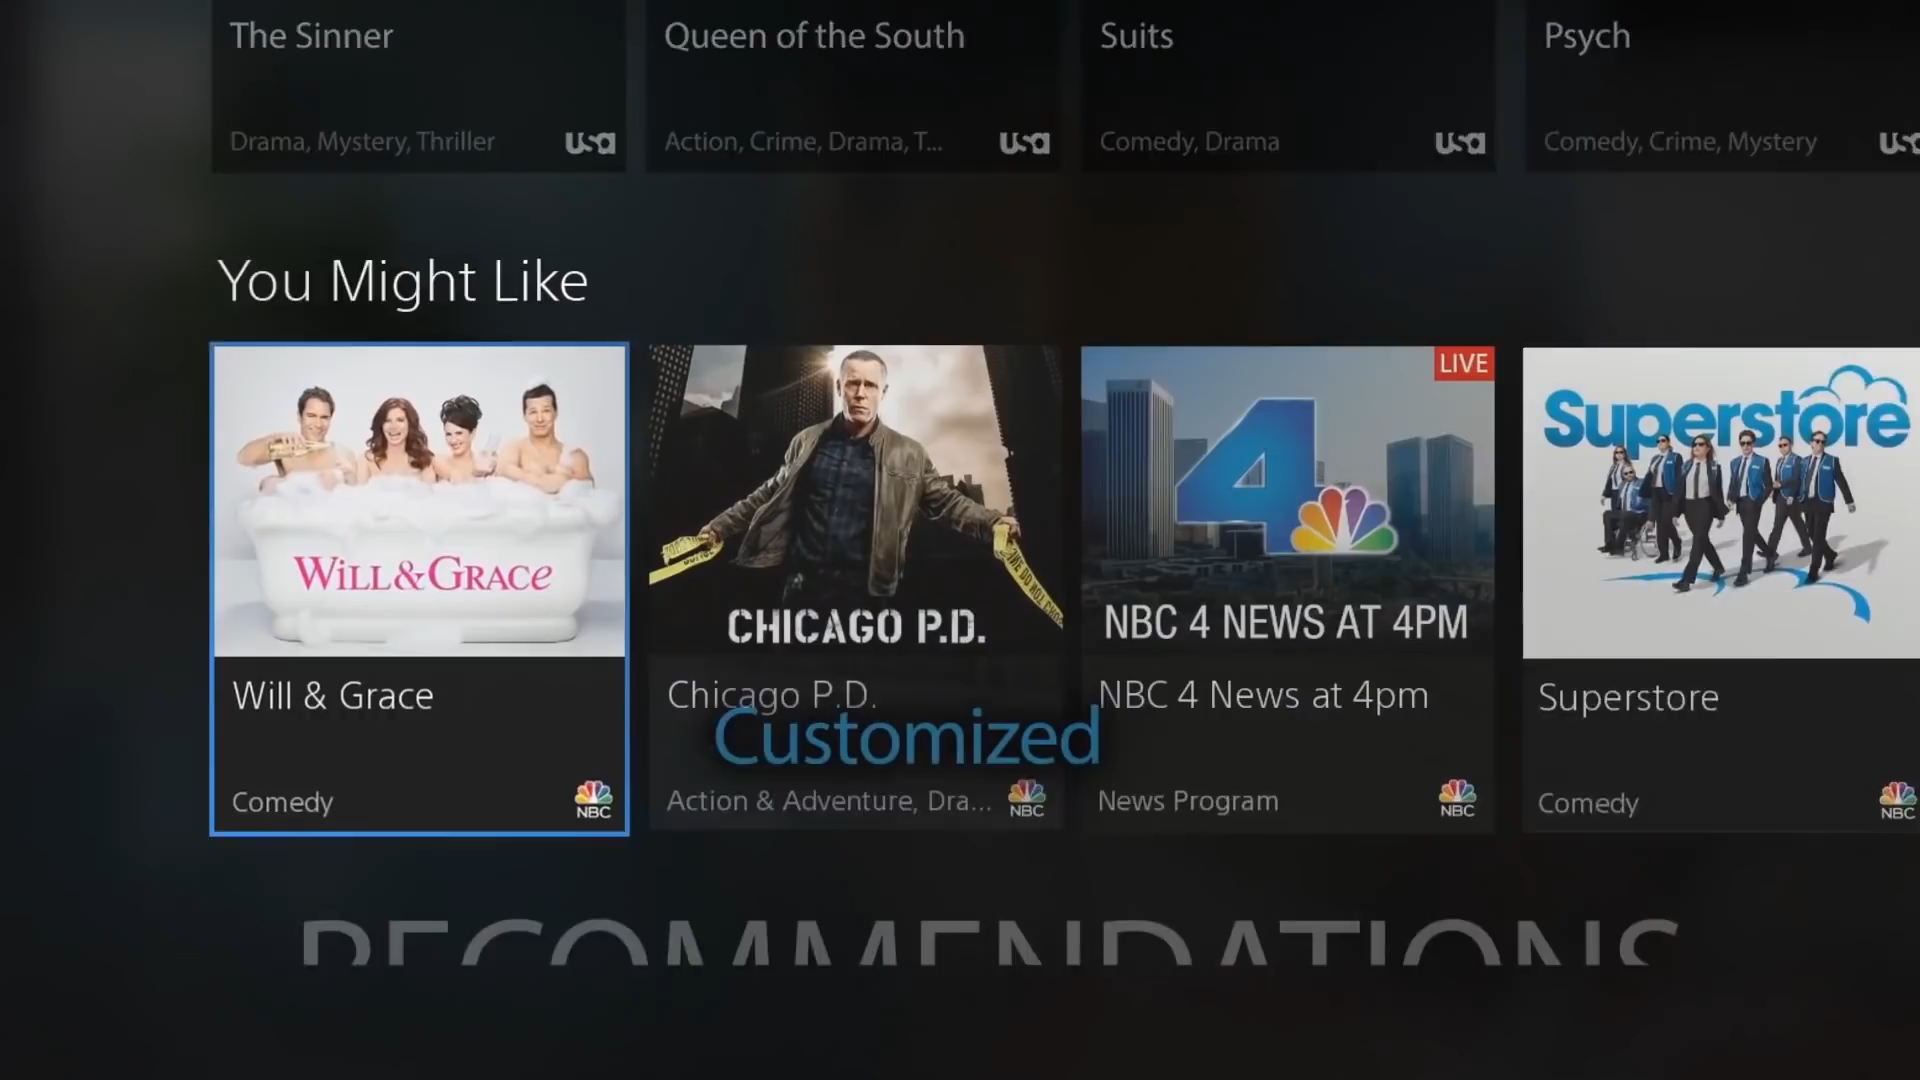 The Sinner
Queen of the South
Suits
Psych
Drama, Mystery, Thriller
usa
Action, Crime, Drama, T...
usa
Comedy, Drama
usa
Comedy, Crime, Mystery
You Might Like
WILL & GRACE
CHICAGO P.D.
LIVE
4
NBC 4 NEWS AT 4PM
Superstore
Will & Grace
Chicago P.D.
NBC 4 News at 4pm
Superstore
Customized
Comedy
NBC
Action & Adventure, Dra...
NBC
News Program
NBC
Comedy
NBC
RECOMMENDATIONS